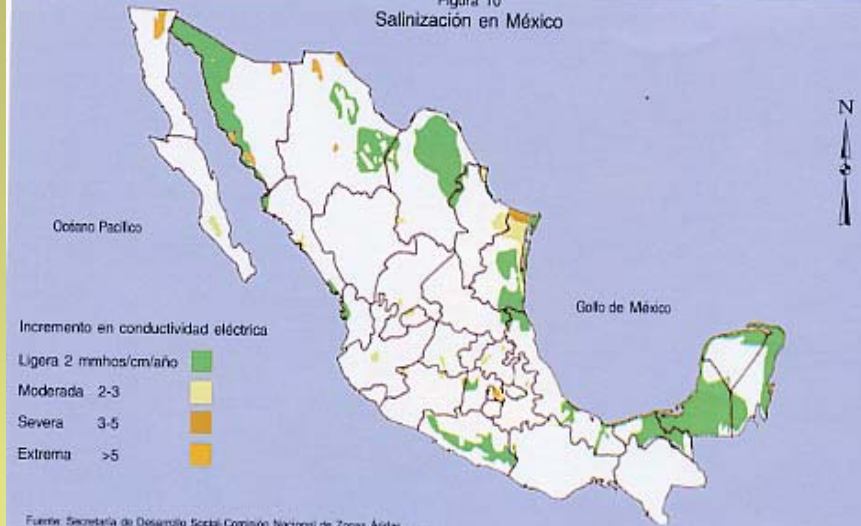 Figura 10
Salinización en México
N
Océano Pacífico
Golfo de México
Incremento en conductividad eléctrica
Ligera 2 mmhos/cm/año
Moderada 2-3
Severa 3-5
Extrema >5
Fuente: Secretaría de Desarrollo Social-Comisión Nacional de Zonas Áridas